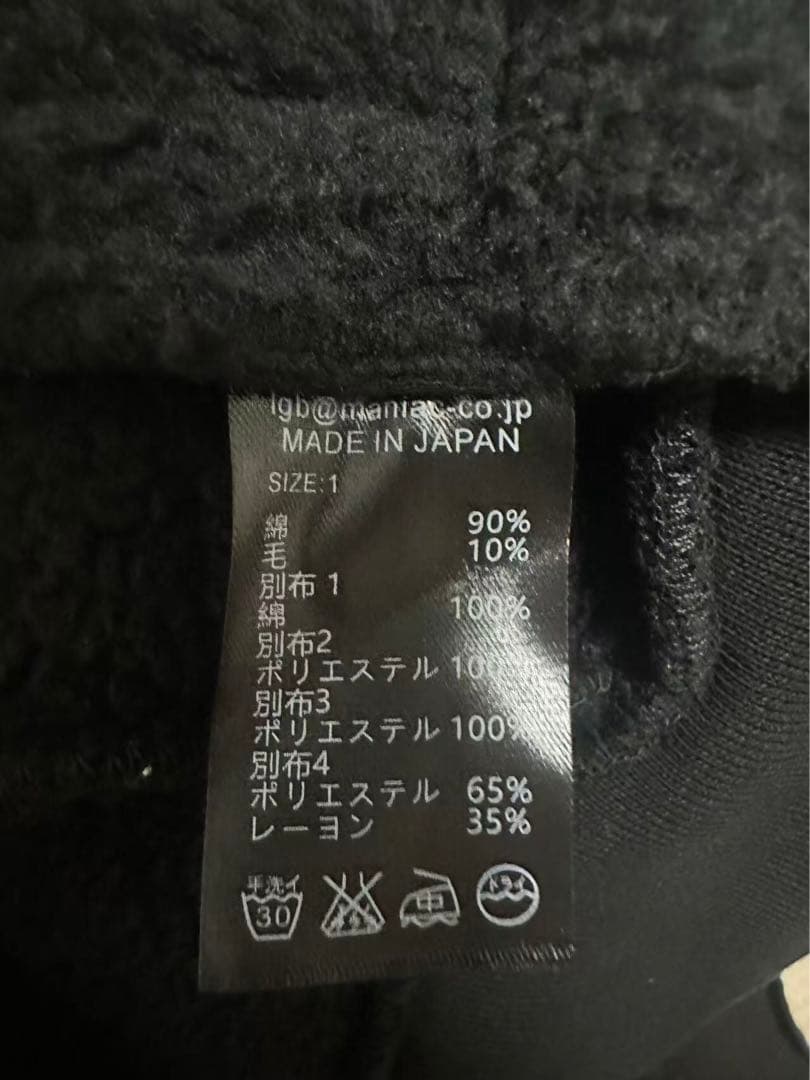 lgb@maniac-co.jp
MADE IN JAPAN
SIZE:1
綿 90%
毛 10%
別布 1
綿 100%
別布2
ポリエステル 100%
別布3
ポリエステル 100%
別布4
ポリエステル 65%
レーヨン 35%
手洗イ 30 中 ドライ